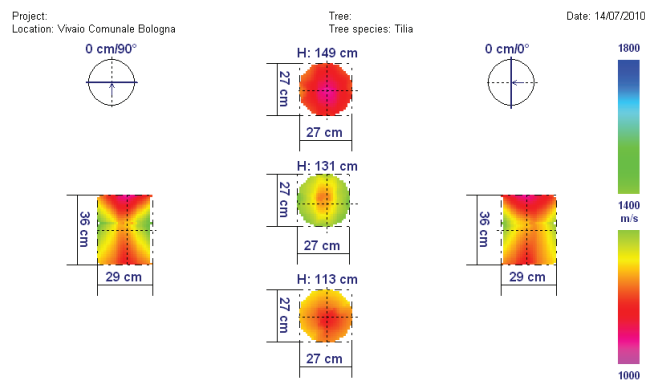 Project:
Tree:
Date: 14/07/2010
Location: Vivaio Comunale Bologna
Tree species: Tilia
0 cm/90°
H: 149 cm
0 cm/0°
1800
27 cm
27 cm
H: 131 cm
27 cm
27 cm
36 cm
29 cm
36 cm
29 cm
1400
m/s
H: 113 cm
27 cm
27 cm
1000